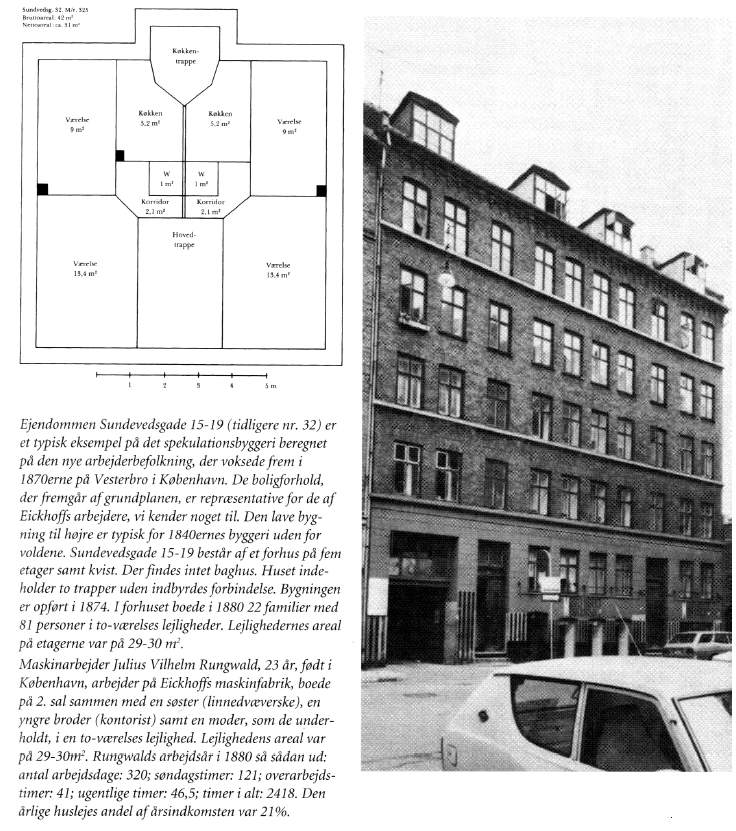 Sundvedsg. 32. M/r. 325
Bruttoareal: 42 m²
Nettoareal: ca. 31 m²
Køkken-
trappe
Værelse
9 m²
Køkken
5,2 m²
Køkken
5,2 m²
Værelse
9 m²
W
1 m²
W
1 m²
Korridor
2,1 m²
Korridor
2,1 m²
Hoved-
trappe
Værelse
13,4 m²
Værelse
13,4 m²
1 2 3 4 5 m
Ejendommen Sundevedsgade 15-19 (tidligere nr. 32) er
et typisk eksempel på det spekulationsbyggeri beregnet
på den nye arbejderbefolkning, der voksede frem i
1870erne på Vesterbro i København. De boligforhold,
der fremgår af grundplanen, er repræsentative for de af
Eickhoffs arbejdere, vi kender noget til. Den lave byg-
ning til højre er typisk for 1840ernes byggeri uden for
voldene. Sundevedsgade 15-19 består af et forhus på fem
etager samt kvist. Der findes intet baghus. Huset inde-
holder to trapper uden indbyrdes forbindelse. Bygningen
er opført i 1874. I forhuset boede i 1880 22 familier med
81 personer i to-værelses lejligheder. Lejlighedernes areal
på etagerne var på 29-30 m².
Maskinarbejder Julius Vilhelm Rungwald, 23 år, født i
København, arbejder på Eickhoffs maskinfabrik, boede
på 2. sal sammen med en søster (linnedvæverske), en
yngre broder (kontorist) samt en moder, som de under-
holdt, i en to-værelses lejlighed. Lejlighedens areal var
på 29-30m². Rungwalds arbejdsår i 1880 så sådan ud:
antal arbejdsdage: 320; søndagstimer: 121; overarbejds-
timer: 41; ugentlige timer: 46,5; timer i alt: 2418. Den
årlige huslejes andel af årsindkomsten var 21%.